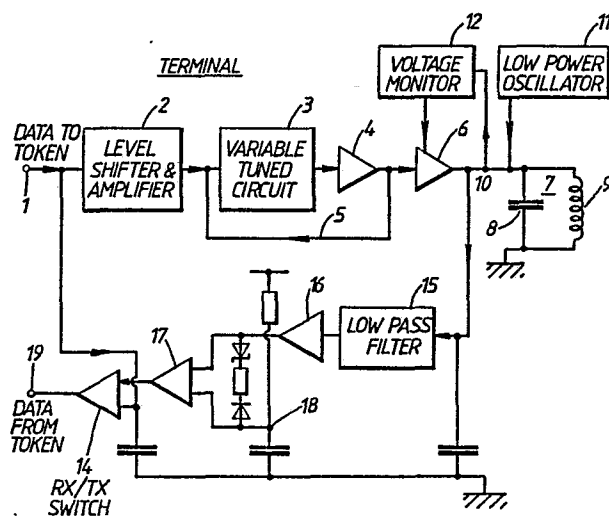 TERMINAL
DATA TO
TOKEN
1
2
LEVEL
SHIFTER &
AMPLIFIER
3
VARIABLE
TUNED
CIRCUIT
4
5
6
12
VOLTAGE
MONITOR
11
LOW POWER
OSCILLATOR
10
7
8
9
15
LOW PASS
FILTER
16
17
18
19
DATA
FROM
TOKEN
14
RX/TX
SWITCH